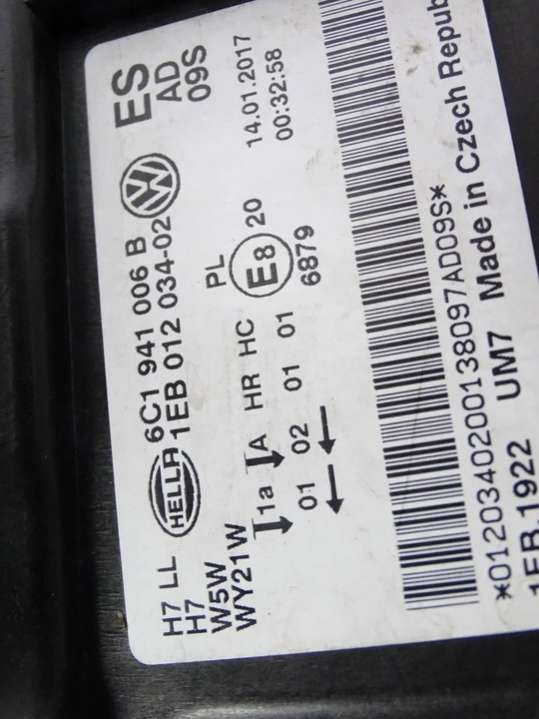 H7 LL HELLA 6C1 941 006 B VW ES
H7 1EB 012 034-02 AD
W5W 09S
WY21W PL
1a A HR HC E8 20 14.01.2017
01 02 01 01 6879 00:32:58
*0120340200138097AD09S*
1EB.1922 UM7 Made in Czech Repub